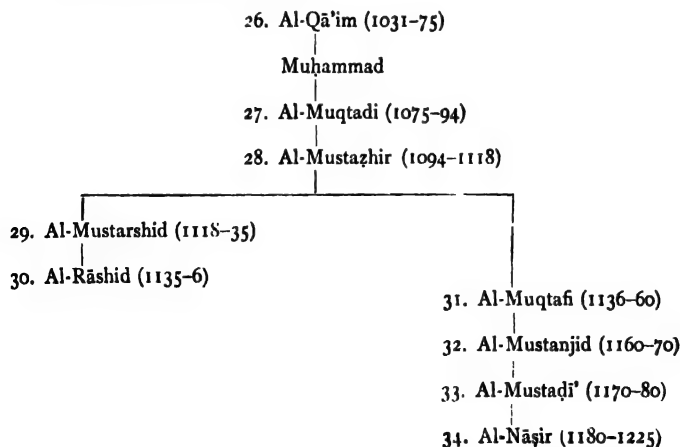 26. Al-Qā'im (1031–75)
Muḥammad
27. Al-Muqtadi (1075–94)
28. Al-Mustaẓhir (1094–1118)
29. Al-Mustarshid (1118–35)
30. Al-Rāshid (1135–6)
31. Al-Muqtafi (1136–60)
32. Al-Mustanjid (1160–70)
33. Al-Mustaḍī' (1170–80)
34. Al-Nāṣir (1180–1225)